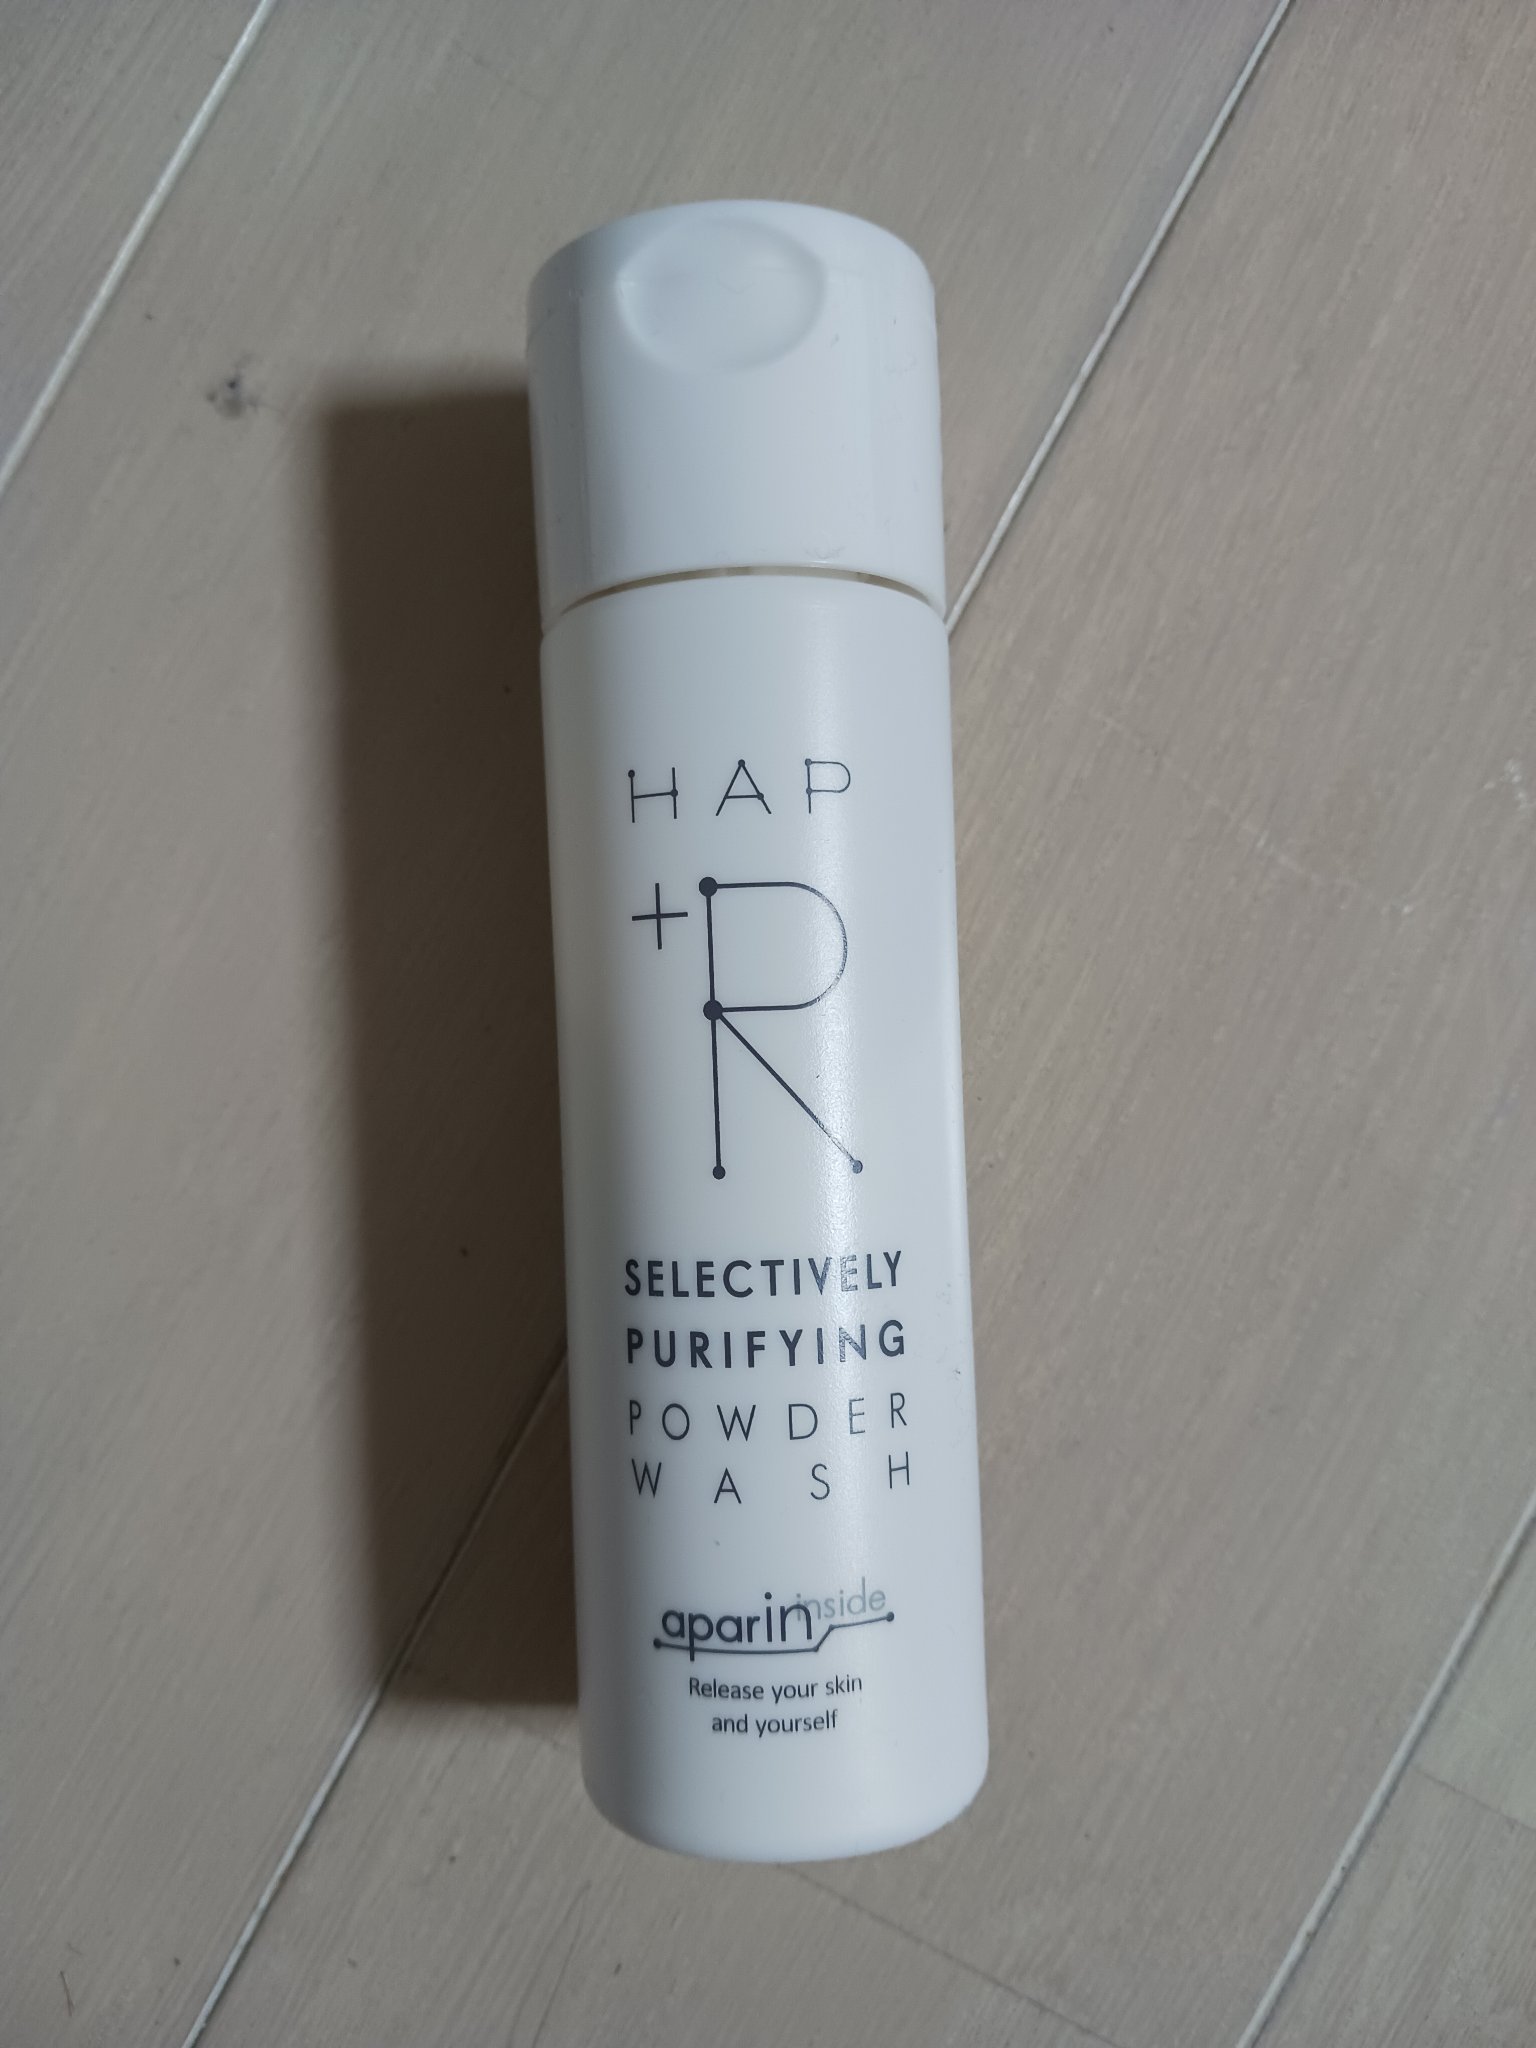 HAP
+R
SELECTIVELY
PURIFYING
POWDER
WASH
aparin inside
Release your skin
and yourself